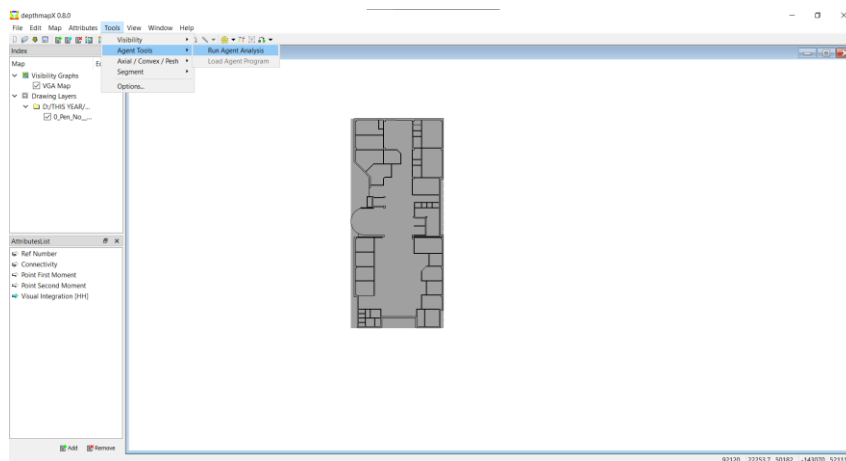 depthmapX 0.8.0
File Edit Map Attributes Tools View Window Help
Index
Map
Visibility Graphs
VGA Map
Drawing Layers
D:/THIS YEAR/...
0_Pen_No__...
Visibility
Agent Tools
Axial / Convex / Pesh
Segment
Options...
Run Agent Analysis
Load Agent Program
AttributesList
Ref Number
Connectivity
Point First Moment
Point Second Moment
Visual Integration [HH]
Add Remove